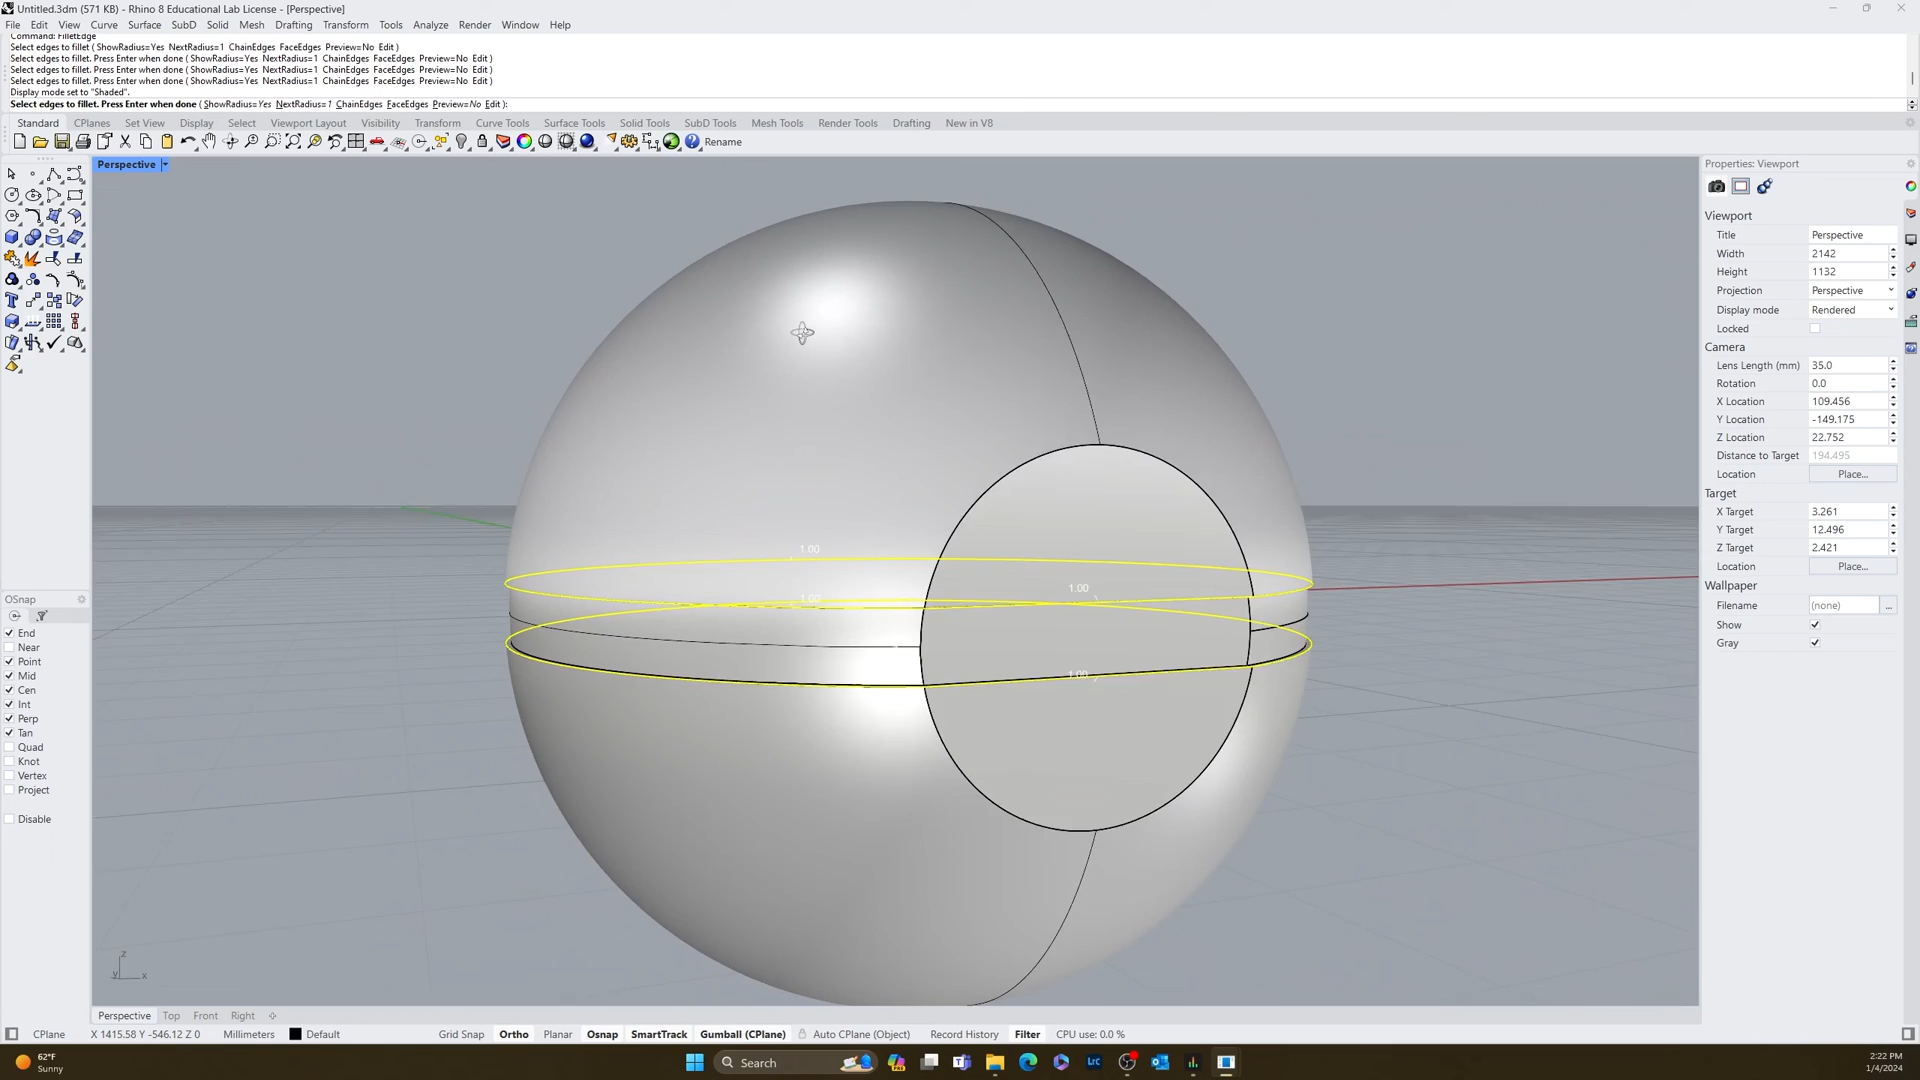 Untitled.3dm (571 KB) - Rhino 8 Educational Lab License - [Perspective]
File Edit View Curve Surface SubD Solid Mesh Drafting Transform Tools Analyze Render Window Help
Command: FilletEdge
Select edges to fillet ( ShowRadius=Yes NextRadius=1 ChainEdges FaceEdges Preview=No Edit )
Select edges to fillet. Press Enter when done ( ShowRadius=Yes NextRadius=1 ChainEdges FaceEdges Preview=No Edit )
Select edges to fillet. Press Enter when done ( ShowRadius=Yes NextRadius=1 ChainEdges FaceEdges Preview=No Edit )
Select edges to fillet. Press Enter when done ( ShowRadius=Yes NextRadius=1 ChainEdges FaceEdges Preview=No Edit )
Display mode set to "Shaded".
Select edges to fillet. Press Enter when done ( ShowRadius=Yes NextRadius=1 ChainEdges FaceEdges Preview=No Edit ):
Standard CPlanes Set View Display Select Viewport Layout Visibility Transform Curve Tools Surface Tools Solid Tools SubD Tools Mesh Tools Render Tools Drafting New in V8
Rename
Perspective
Properties: Viewport
Viewport
Title Perspective
Width 2142
Height 1132
Projection Perspective
Display mode Rendered
Locked
Camera
Lens Length (mm) 35.0
Rotation 0.0
X Location 109.456
Y Location -149.175
Z Location 22.752
Distance to Target 194.495
Location Place...
Target
X Target 3.261
Y Target 12.496
Z Target 2.421
Location Place...
Wallpaper
Filename (none) ...
Show
Gray
1.00
1.00
1.00
1.00
OSnap
End
Near
Point
Mid
Cen
Int
Perp
Tan
Quad
Knot
Vertex
Project
Disable
z
y x
Perspective Top Front Right
CPlane X 1415.58 Y -546.12 Z 0 Millimeters Default Grid Snap Ortho Planar Osnap SmartTrack Gumball (CPlane) Auto CPlane (Object) Record History Filter CPU use: 0.0 %
62°F
Sunny
Search
LrC
2:22 PM
1/4/2024